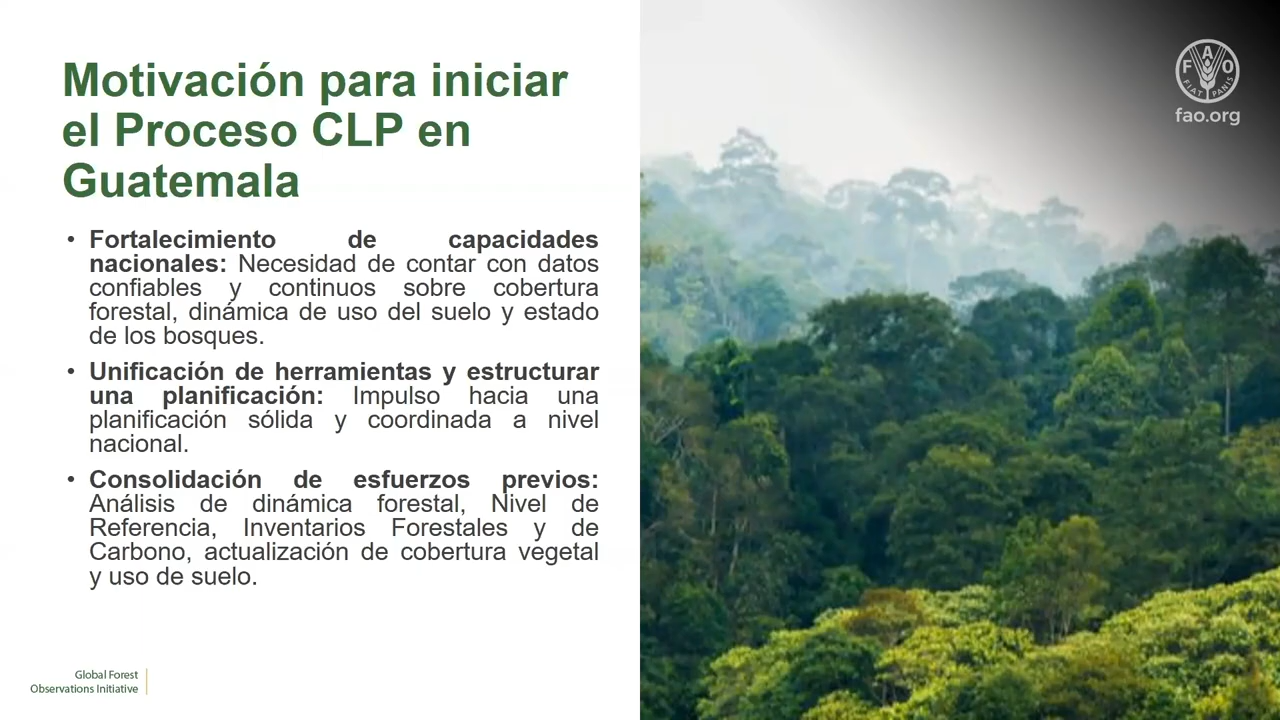 Motivación para iniciar
el Proceso CLP en
Guatemala
• Fortalecimiento de capacidades
nacionales: Necesidad de contar con datos
confiables y continuos sobre cobertura
forestal, dinámica de uso del suelo y estado
de los bosques.
• Unificación de herramientas y estructurar
una planificación: Impulso hacia una
planificación sólida y coordinada a nivel
nacional.
• Consolidación de esfuerzos previos:
Análisis de dinámica forestal, Nivel de
Referencia, Inventarios Forestales y de
Carbono, actualización de cobertura vegetal
y uso de suelo.
Global Forest
Observations Initiative
FAO
FIAT PANIS
fao.org